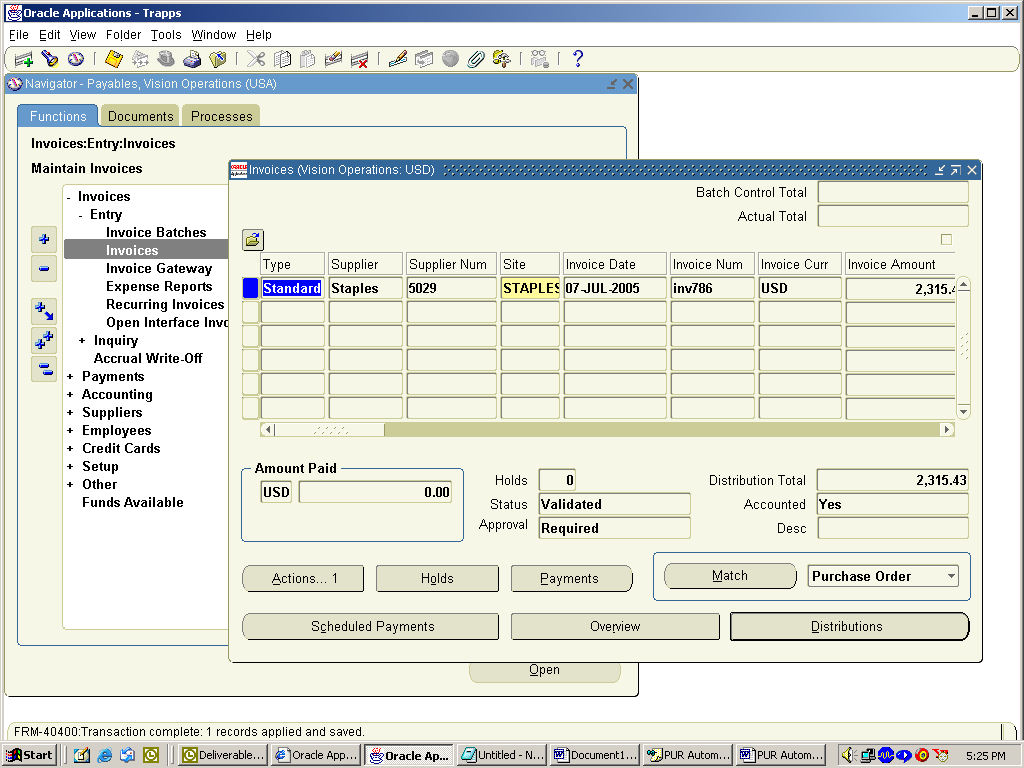 Oracle Applications - Trapps
File Edit View Folder Tools Window Help
Navigator - Payables, Vision Operations (USA)
Functions Documents Processes
Invoices:Entry:Invoices
Maintain Invoices
- Invoices
- Entry
Invoice Batches
Invoices
Invoice Gateway
Expense Reports
Recurring Invoices
Open Interface Invo
+ Inquiry
Accrual Write-Off
+ Payments
+ Accounting
+ Suppliers
+ Employees
+ Credit Cards
+ Setup
+ Other
Funds Available
Open
Invoices (Vision Operations: USD)
Batch Control Total
Actual Total
Type Supplier Supplier Num Site Invoice Date Invoice Num Invoice Curr Invoice Amount
Standard Staples 5029 STAPLES 07-JUL-2005 inv786 USD 2,315.4
Amount Paid
USD 0.00
Holds 0
Status Validated
Approval Required
Distribution Total 2,315.43
Accounted Yes
Desc
Actions... 1 Holds Payments Match Purchase Order
Scheduled Payments Overview Distributions
FRM-40400:Transaction complete: 1 records applied and saved.
Start Deliverable... Oracle App... Oracle Ap... Untitled - N... Document1... PUR Autom... PUR Autom... 5:25 PM